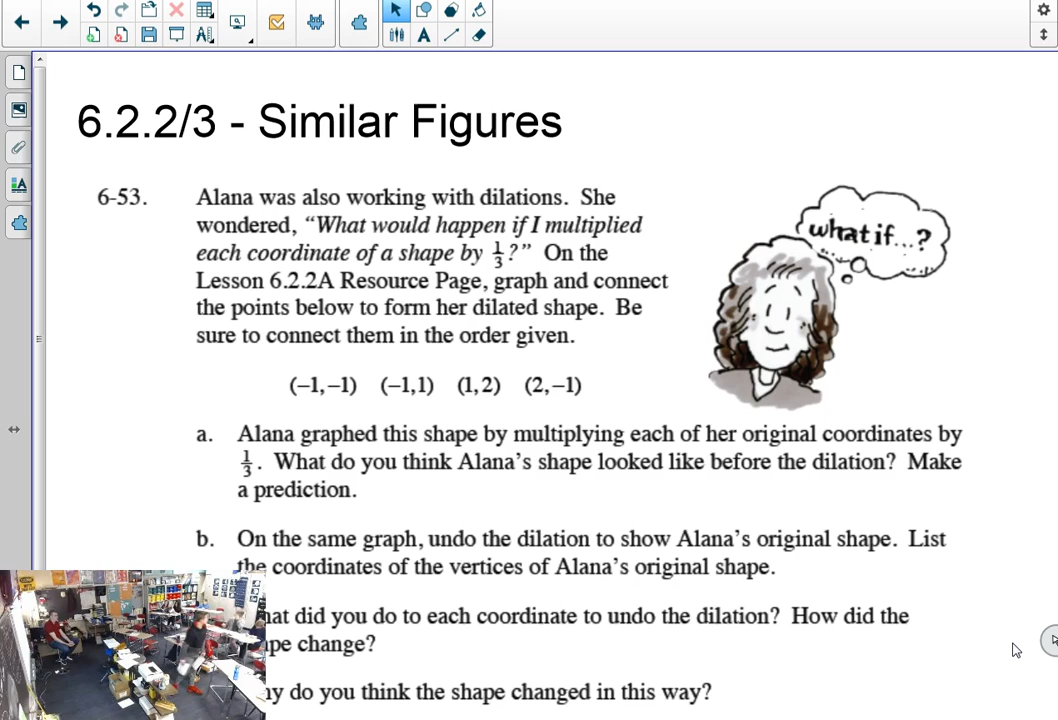 6.2.2/3 - Similar Figures
6-53. Alana was also working with dilations. She
wondered, “What would happen if I multiplied
each coordinate of a shape by 1/3?” On the
Lesson 6.2.2A Resource Page, graph and connect
the points below to form her dilated shape. Be
sure to connect them in the order given.
what if...?
(−1,−1) (−1,1) (1,2) (2,−1)
a. Alana graphed this shape by multiplying each of her original coordinates by
1/3. What do you think Alana’s shape looked like before the dilation? Make
a prediction.
b. On the same graph, undo the dilation to show Alana’s original shape. List
the coordinates of the vertices of Alana’s original shape.
hat did you do to each coordinate to undo the dilation? How did the
ape change?
hy do you think the shape changed in this way?